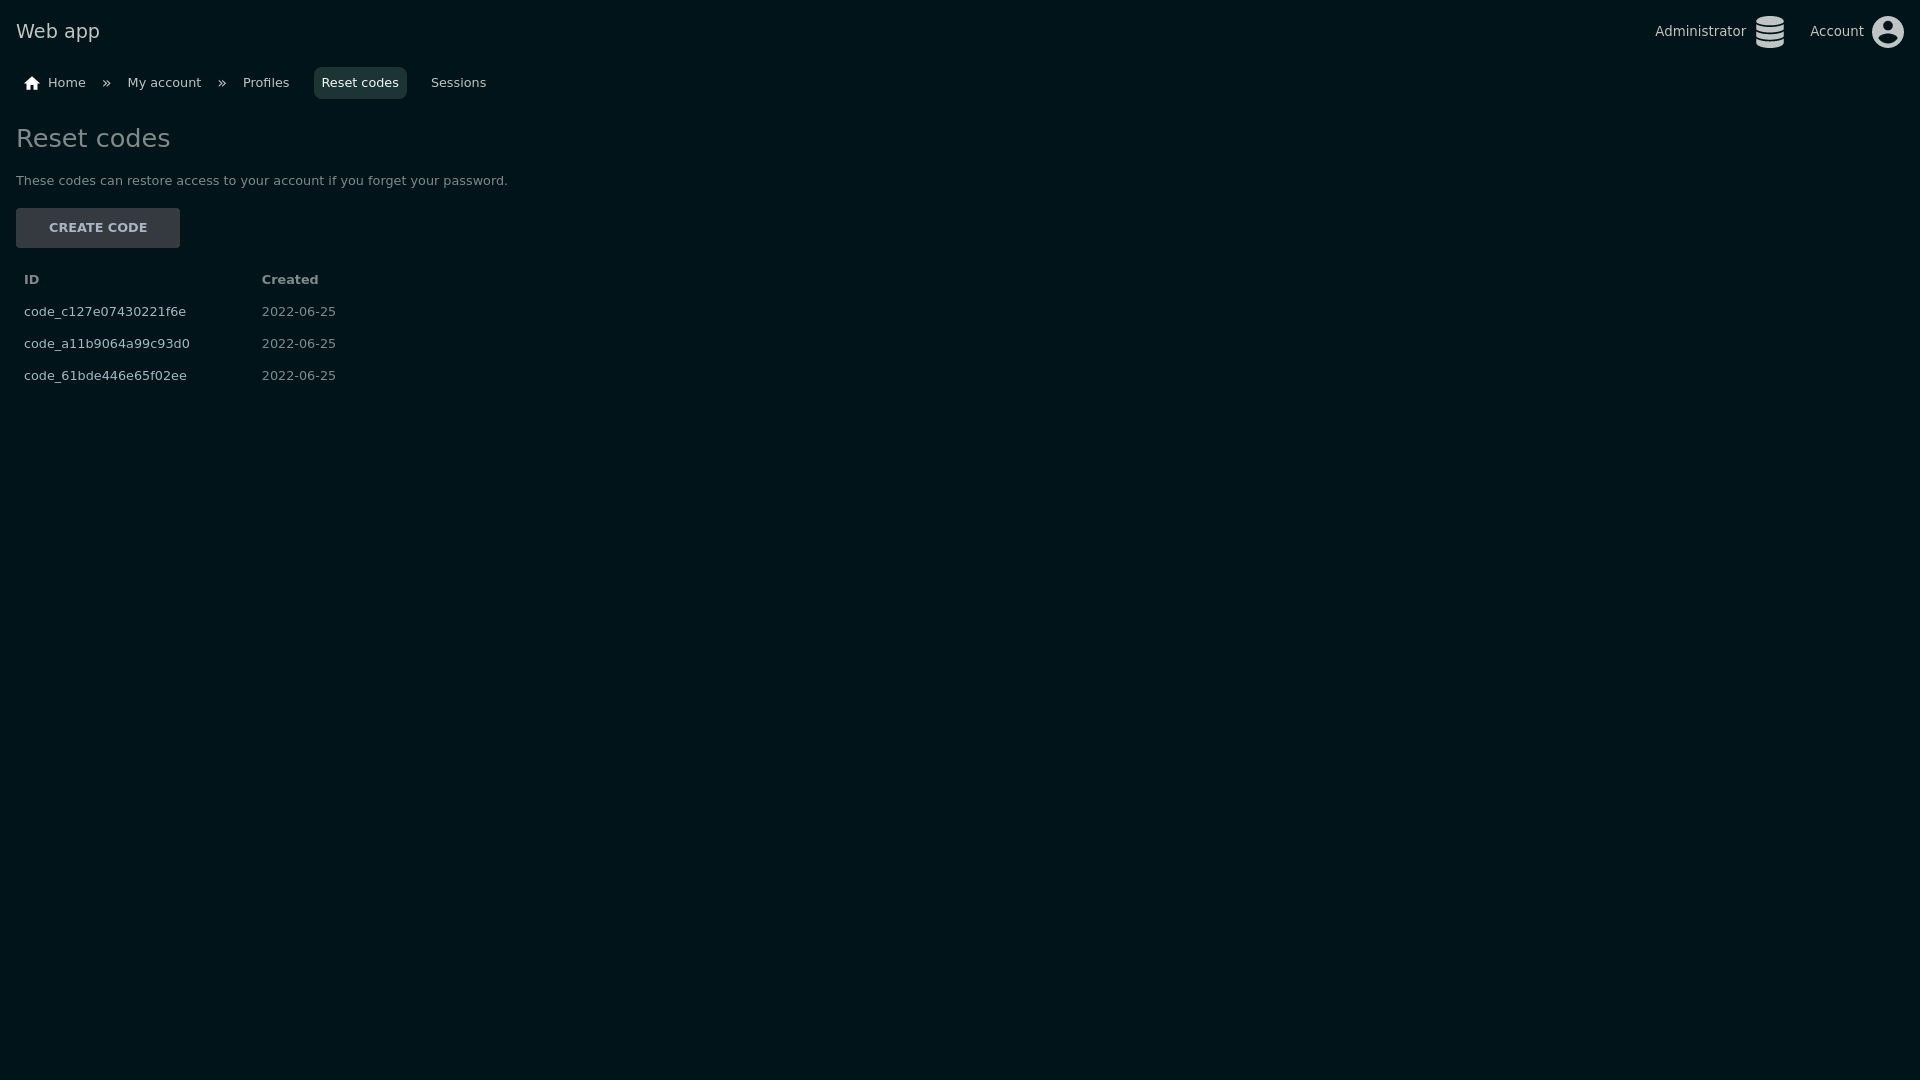 Web app
Administrator
Account
Home » My account » Profiles Reset codes Sessions
Reset codes
These codes can restore access to your account if you forget your password.
CREATE CODE
ID Created
code_c127e07430221f6e 2022-06-25
code_a11b9064a99c93d0 2022-06-25
code_61bde446e65f02ee 2022-06-25